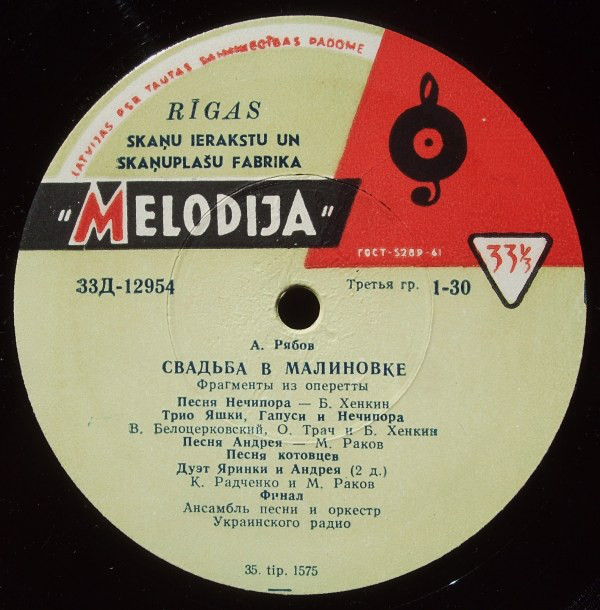 LATVIJAS PSR TAUTAS SAIMNIECĪBAS PADOME
RĪGAS
SKAŅU IERAKSTU UN
SKAŅUPLAŠU FABRIKA
"MELODIJA"
ГОСТ-5289-61
33⅓
33Д-12954
Третья гр. 1-30
А. Рябов
СВАДЬБА В МАЛИНОВКЕ
Фрагменты из оперетты
Песня Нечипора — Б. Хенкин
Трио Яшки, Гапуси и Нечипора
В. Белоцерковский, О. Трач и Б. Хенкин
Песня Андрея — М. Раков
Песня котовцев
Дуэт Яринки и Андрея (2 д.)
К. Радченко и М. Раков
Финал
Ансамбль песни и оркестр
Украинского радио
35. tip. 1575